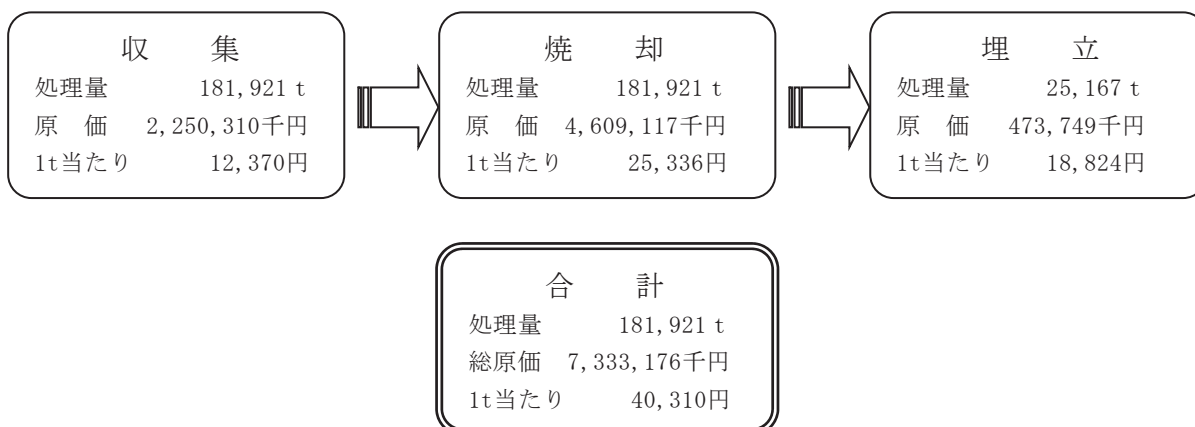 収　集
処理量　181,921 t
原　価　2,250,310千円
1t当たり　12,370円
焼　却
処理量　181,921 t
原　価　4,609,117千円
1t当たり　25,336円
埋　立
処理量　25,167 t
原　価　473,749千円
1t当たり　18,824円
合　計
処理量　181,921 t
総原価　7,333,176千円
1t当たり　40,310円